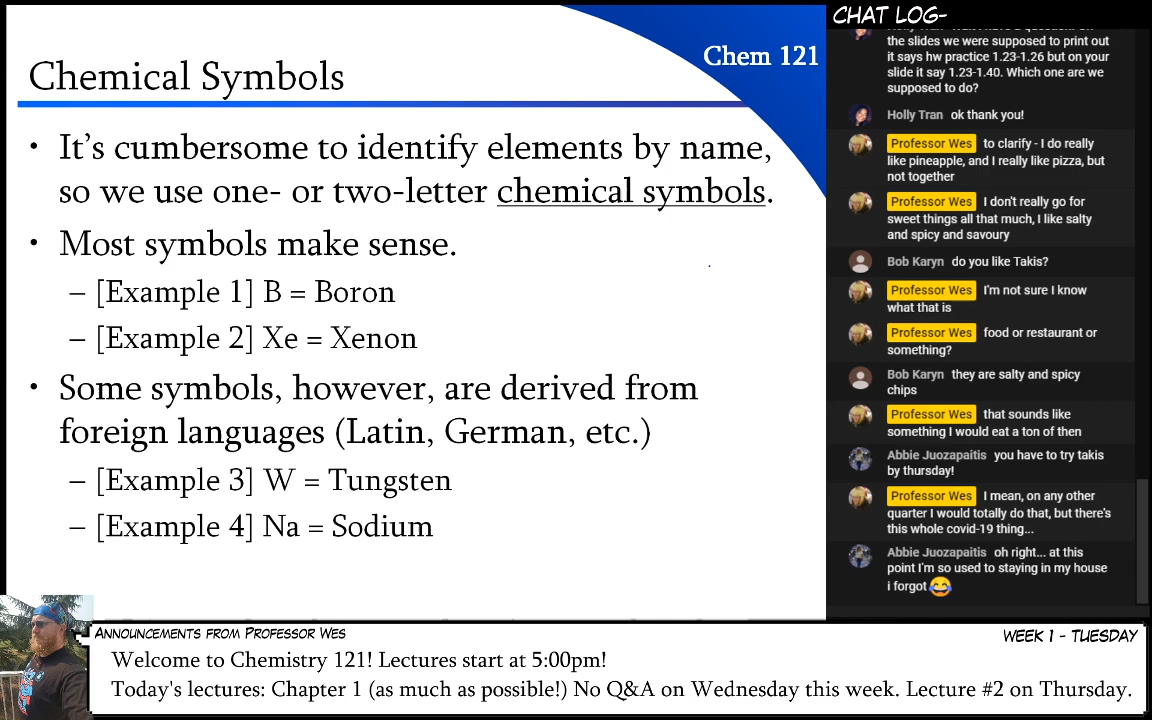 Chem 121
Chemical Symbols
• It's cumbersome to identify elements by name,
so we use one- or two-letter chemical symbols.
• Most symbols make sense.
– [Example 1] B = Boron
– [Example 2] Xe = Xenon
• Some symbols, however, are derived from
foreign languages (Latin, German, etc.)
– [Example 3] W = Tungsten
– [Example 4] Na = Sodium
CHAT LOG-
the slides we were supposed to print out
it says hw practice 1.23-1.26 but on your
slide it say 1.23-1.40. Which one are we
supposed to do?
Holly Tran ok thank you!
Professor Wes to clarify - I do really
like pineapple, and I really like pizza, but
not together
Professor Wes I don't really go for
sweet things all that much, I like salty
and spicy and savoury
Bob Karyn do you like Takis?
Professor Wes I'm not sure I know
what that is
Professor Wes food or restaurant or
something?
Bob Karyn they are salty and spicy
chips
Professor Wes that sounds like
something I would eat a ton of then
Abbie Juozapaitis you have to try takis
by thursday!
Professor Wes I mean, on any other
quarter I would totally do that, but there's
this whole covid-19 thing...
Abbie Juozapaitis oh right... at this
point I'm so used to staying in my house
i forgot 😂
ANNOUNCEMENTS FROM PROFESSOR WES
WEEK 1 - TUESDAY
Welcome to Chemistry 121! Lectures start at 5:00pm!
Today's lectures: Chapter 1 (as much as possible!) No Q&A on Wednesday this week. Lecture #2 on Thursday.